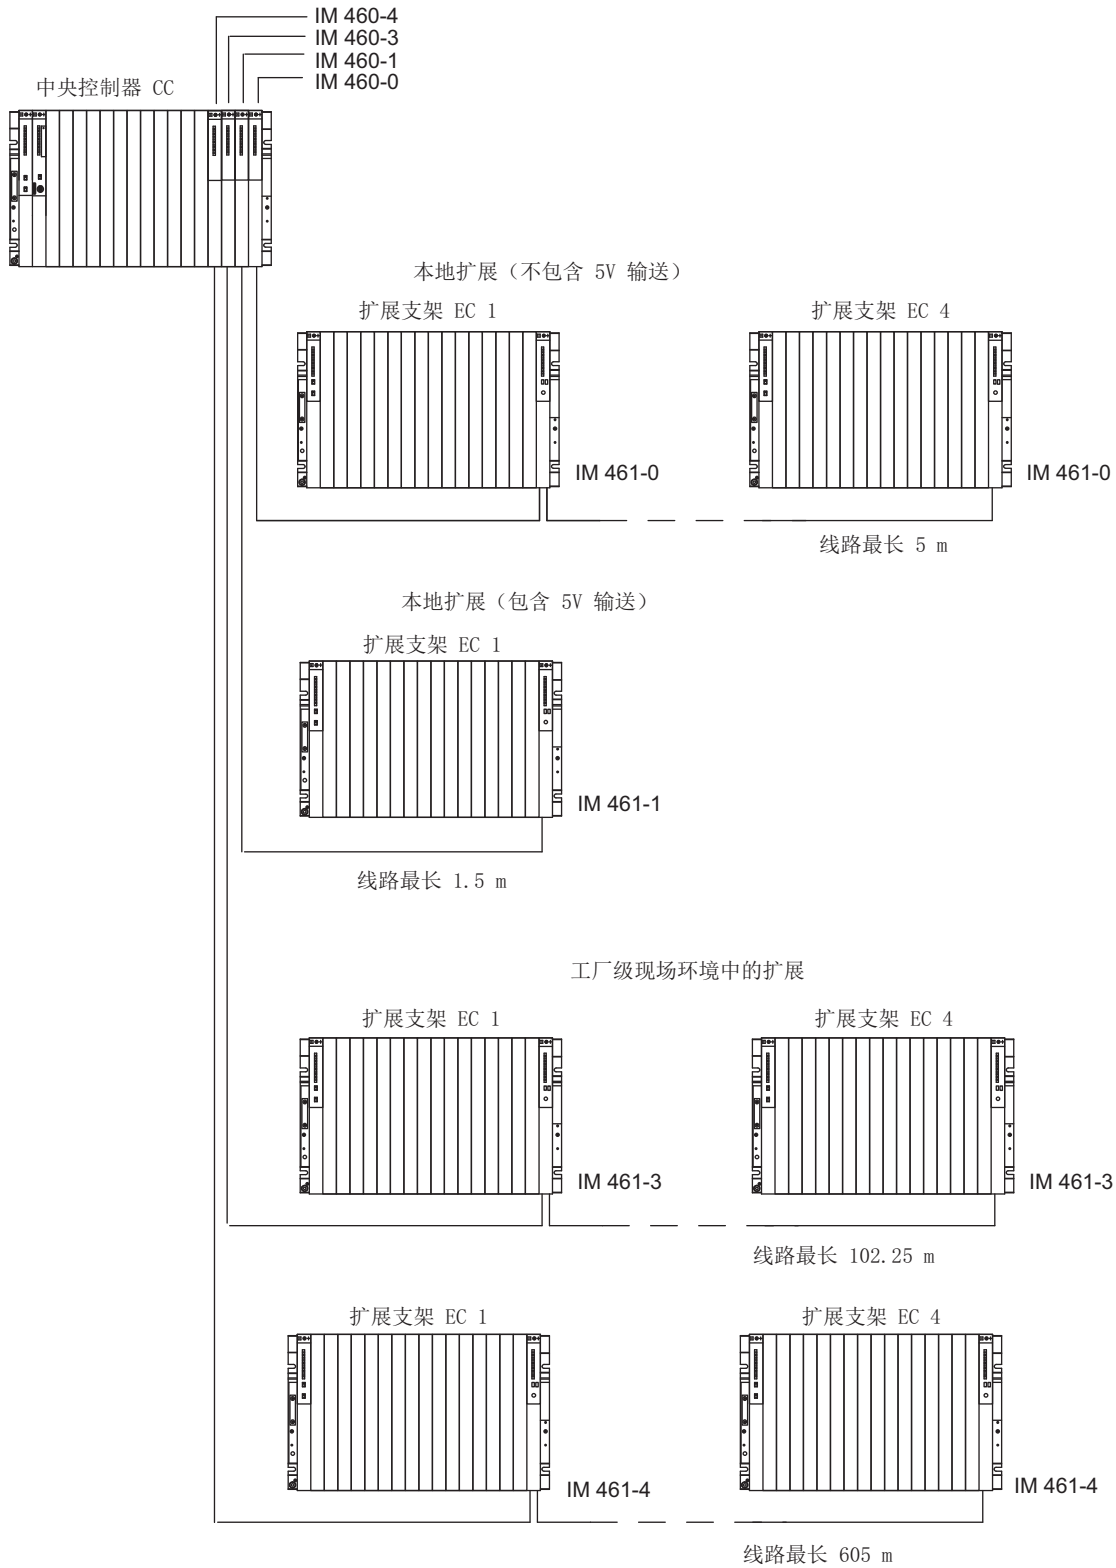 IM 460-4
IM 460-3
IM 460-1
IM 460-0
中央控制器 CC
本地扩展（不包含 5V 输送）
扩展支架 EC 1
扩展支架 EC 4
IM 461-0
IM 461-0
线路最长 5 m
本地扩展（包含 5V 输送）
扩展支架 EC 1
IM 461-1
线路最长 1.5 m
工厂级现场环境中的扩展
扩展支架 EC 1
扩展支架 EC 4
IM 461-3
IM 461-3
线路最长 102.25 m
扩展支架 EC 1
扩展支架 EC 4
IM 461-4
IM 461-4
线路最长 605 m